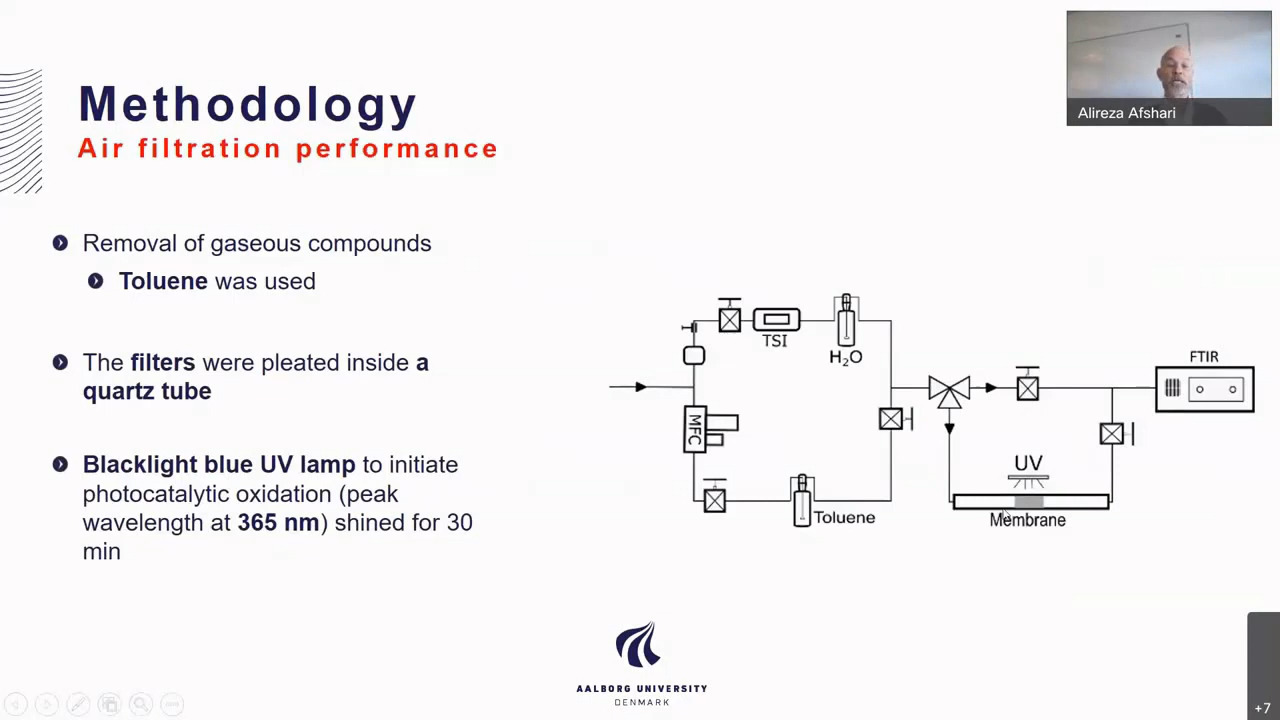 Methodology
Air filtration performance
Alireza Afshari
Removal of gaseous compounds
Toluene was used
The filters were pleated inside a
quartz tube
Blacklight blue UV lamp to initiate
photocatalytic oxidation (peak
wavelength at 365 nm) shined for 30
min
TSI
H₂O
FTIR
MFC
UV
Toluene
Membrane
AALBORG UNIVERSITY
DENMARK
+7